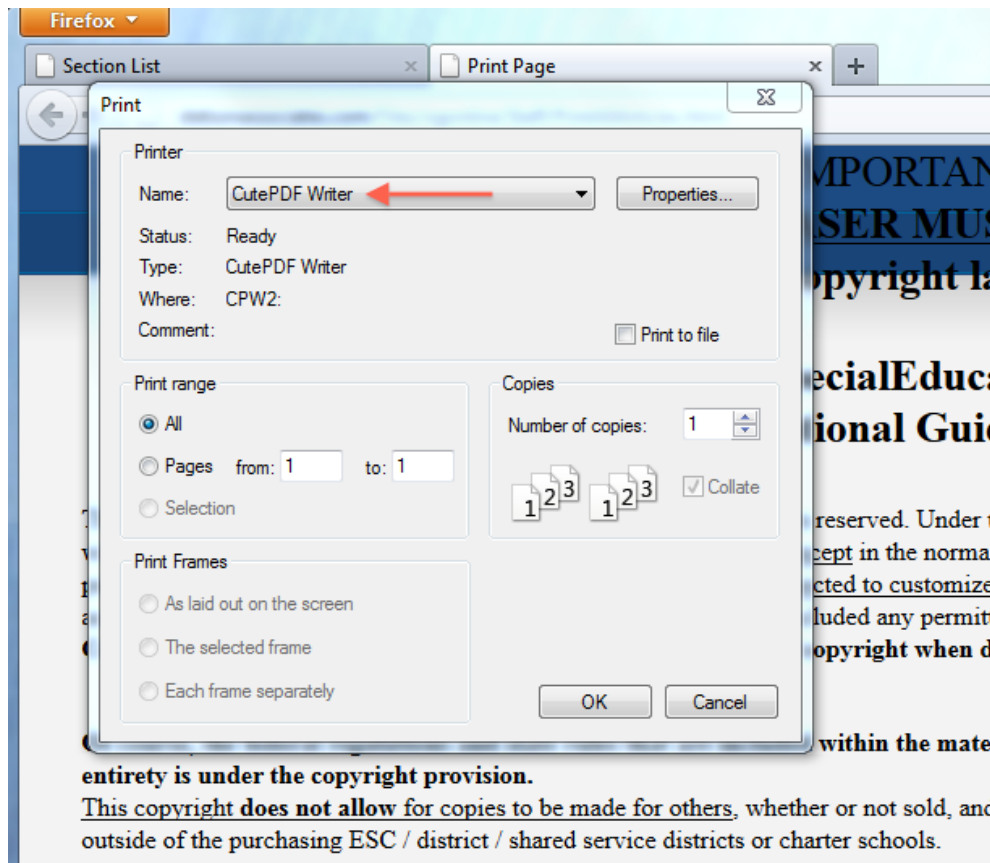 Firefox
Section List
Print Page
Print
Printer
Name: CutePDF Writer Properties...
Status: Ready
Type: CutePDF Writer
Where: CPW2:
Comment:
Print to file
Print range
All
Pages from: 1 to: 1
Selection
Copies
Number of copies: 1
1 2 3 1 2 3 Collate
Print Frames
As laid out on the screen
The selected frame
Each frame separately
OK Cancel
MPORTAN
SER MUS
opyright la
ecialEduca
ional Guid
reserved. Under
cept in the norma
cted to customize
luded any permitt
opyright when d
within the mate
entirety is under the copyright provision.
This copyright does not allow for copies to be made for others, whether or not sold, and
outside of the purchasing ESC / district / shared service districts or charter schools.